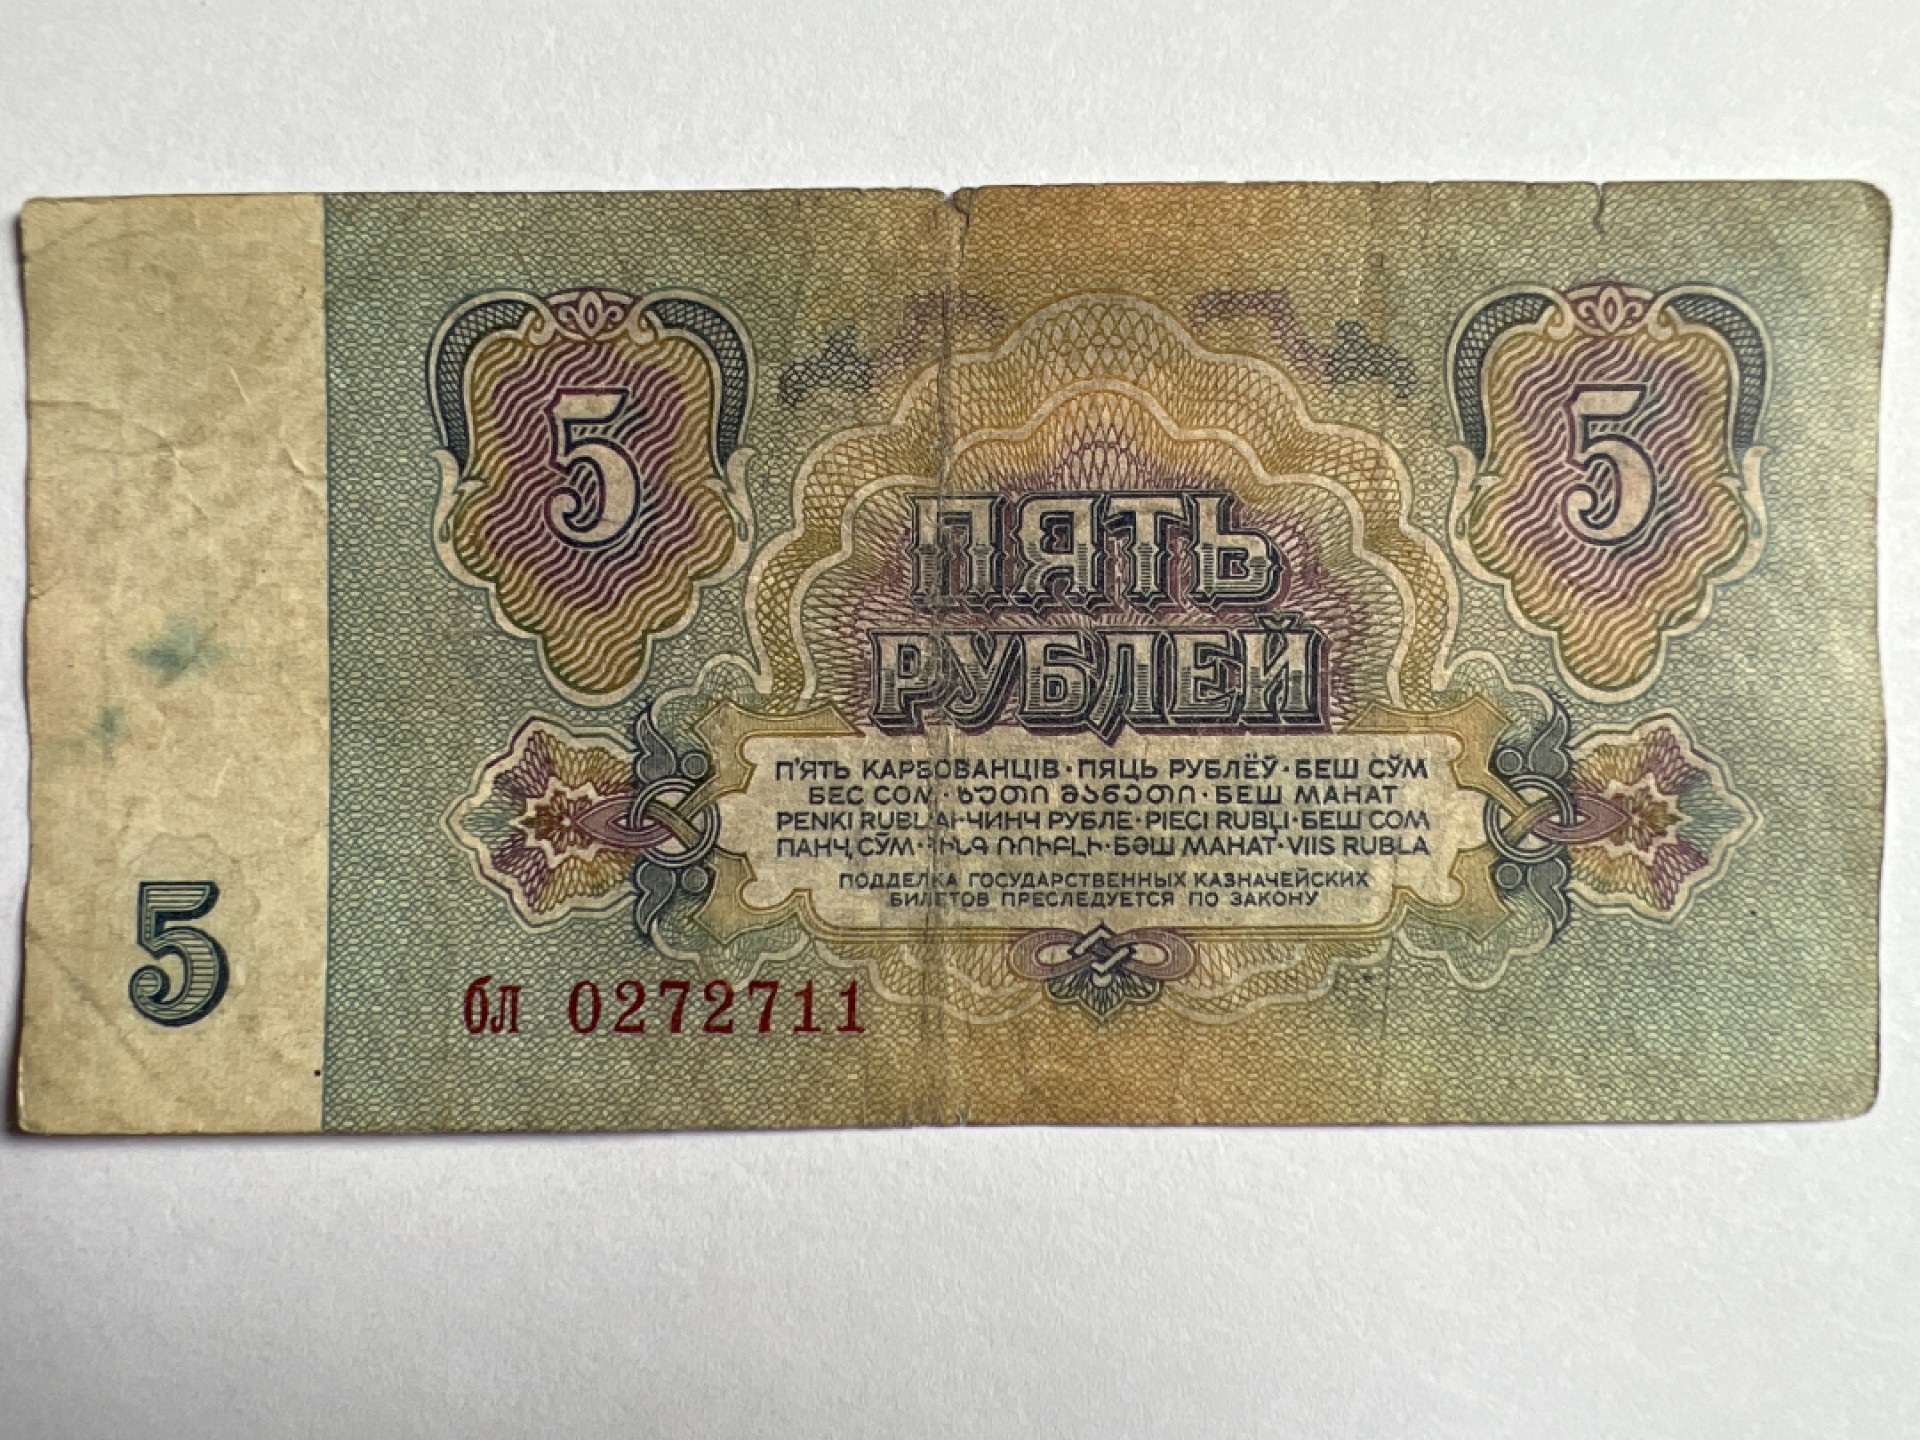 5
5
ПЯТЬ
РУБЛЕЙ
П'ЯТЬ КАРБОВАНЦІВ · ПЯЦЬ РУБЛЁЎ · БЕШ СЎМ
БЕС СОМ · ᲮᲣᲗᲘ ᲛᲐᲜᲔᲗᲘ · БЕШ МАНАТ
PENKI RUBLIAI · ЧИНЧ РУБЛЕ · PIECI RUBĻI · БЕШ СОМ
ПАНҶ СЎМ · ՀԻՆԳ ՌՈՒԲԼԻ · БӘШ МАНАТ · VIIS RUBLA
ПОДДЕЛКА ГОСУДАРСТВЕННЫХ КАЗНАЧЕЙСКИХ
БИЛЕТОВ ПРЕСЛЕДУЕТСЯ ПО ЗАКОНУ
5
бл 0272711